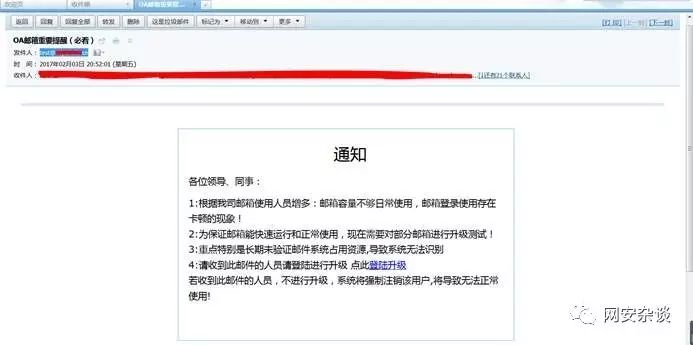 欢迎页 收件箱 OA邮箱重要提醒...
返回 回复 回复全部 转发 删除 这是垃圾邮件 标记为 移动到 更多 [打印] [上一封] [下一封]
OA邮箱重要提醒（必看）
发件人： test@
时 间： 2017年02月03日 20:52:01 (星期五)
收件人： ...[1还有21个联系人]
通知
各位领导、同事：
1:根据我司邮箱使用人员增多：邮箱容量不够日常使用，邮箱登录使用存在
卡顿的现象！
2:为保证邮箱能快速运行和正常使用，现在需要对部分邮箱进行升级测试！
3:重点特别是长期未验证邮件系统占用资源,导致系统无法识别
4:请收到此邮件的人员请登陆进行升级 点此登陆升级
若收到此邮件的人员，不进行升级，系统将强制注销该用户,将导致无法正常
使用!
网安杂谈